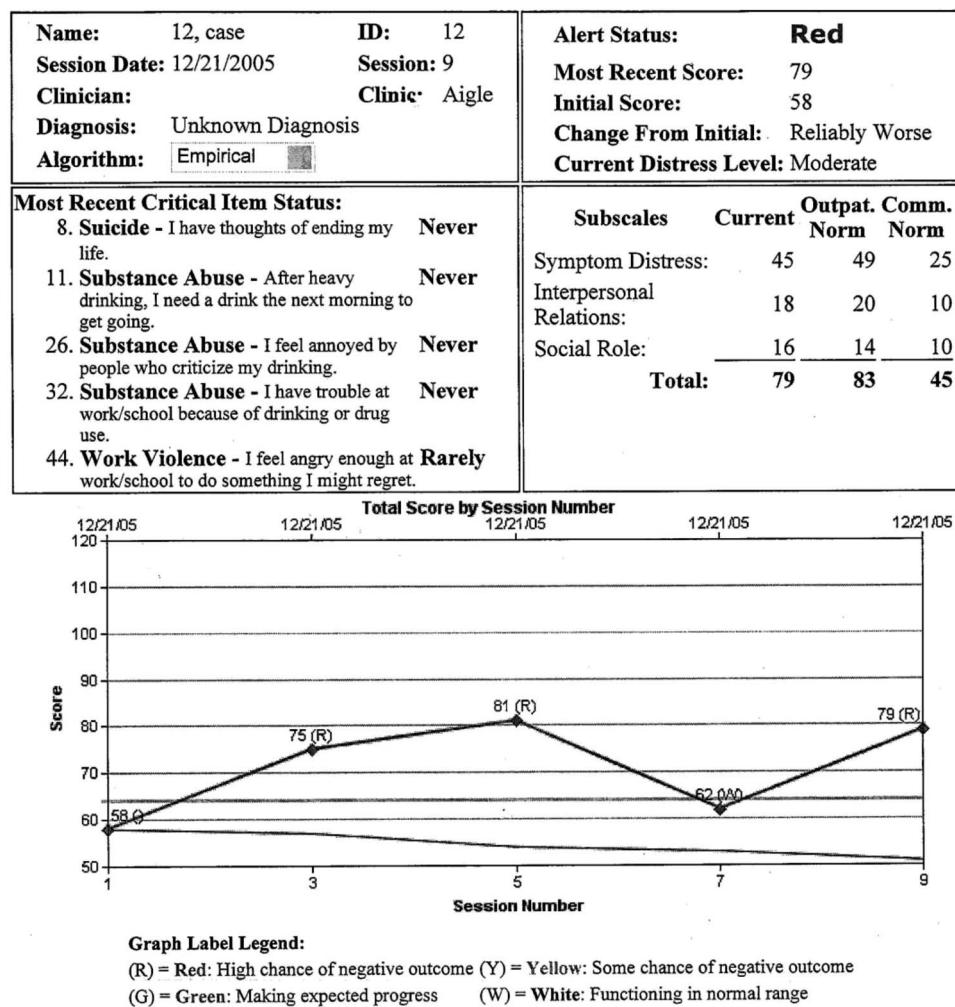 Name: 12, case ID: 12
Session Date: 12/21/2005 Session: 9
Clinician: Clinic: Aigle
Diagnosis: Unknown Diagnosis
Algorithm: Empirical
Alert Status: Red
Most Recent Score: 79
Initial Score: 58
Change From Initial: Reliably Worse
Current Distress Level: Moderate
Most Recent Critical Item Status:
8. Suicide - I have thoughts of ending my Never
life.
11. Substance Abuse - After heavy Never
drinking, I need a drink the next morning to
get going.
26. Substance Abuse - I feel annoyed by Never
people who criticize my drinking.
32. Substance Abuse - I have trouble at Never
work/school because of drinking or drug
use.
44. Work Violence - I feel angry enough at Rarely
work/school to do something I might regret.
Subscales Current Outpat. Norm Comm. Norm
Symptom Distress: 45 49 25
Interpersonal
Relations: 18 20 10
Social Role: 16 14 10
Total: 79 83 45
Total Score by Session Number
12/21/05 12/21/05 12/21/05 12/21/05 12/21/05
120
110
100
90
80
70
60
50
Score
58 ()
75 (R)
81 (R)
62 (W)
79 (R)
1 3 5 7 9
Session Number
Graph Label Legend:
(R) = Red: High chance of negative outcome (Y) = Yellow: Some chance of negative outcome
(G) = Green: Making expected progress (W) = White: Functioning in normal range